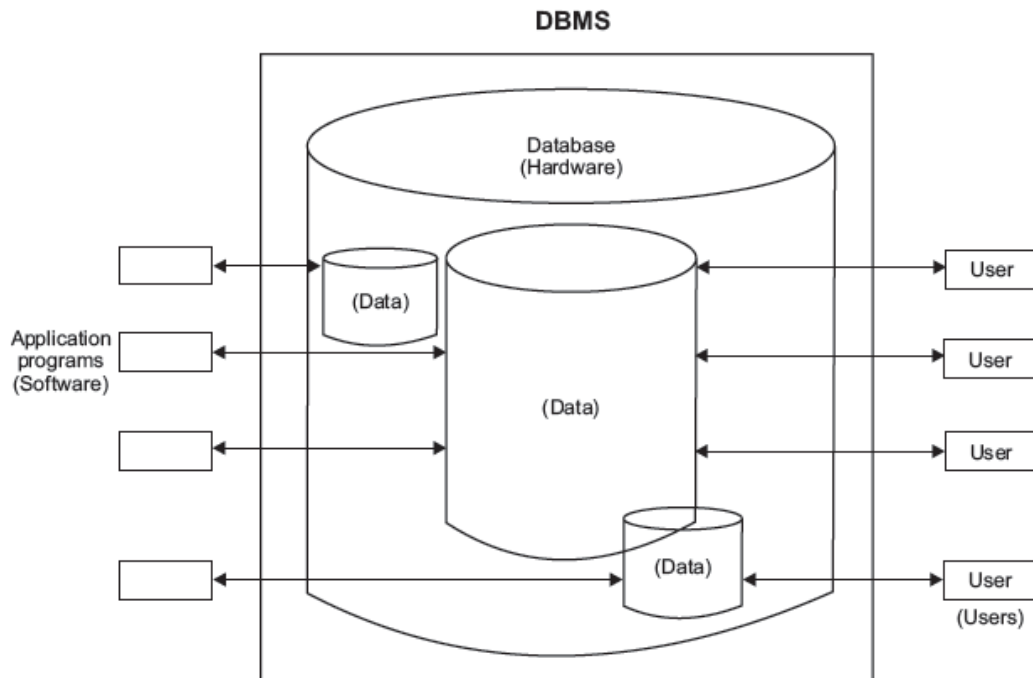 DBMS
Database
(Hardware)
User
(Data)
Application
programs
(Software)
User
(Data)
User
(Data)
User
(Users)